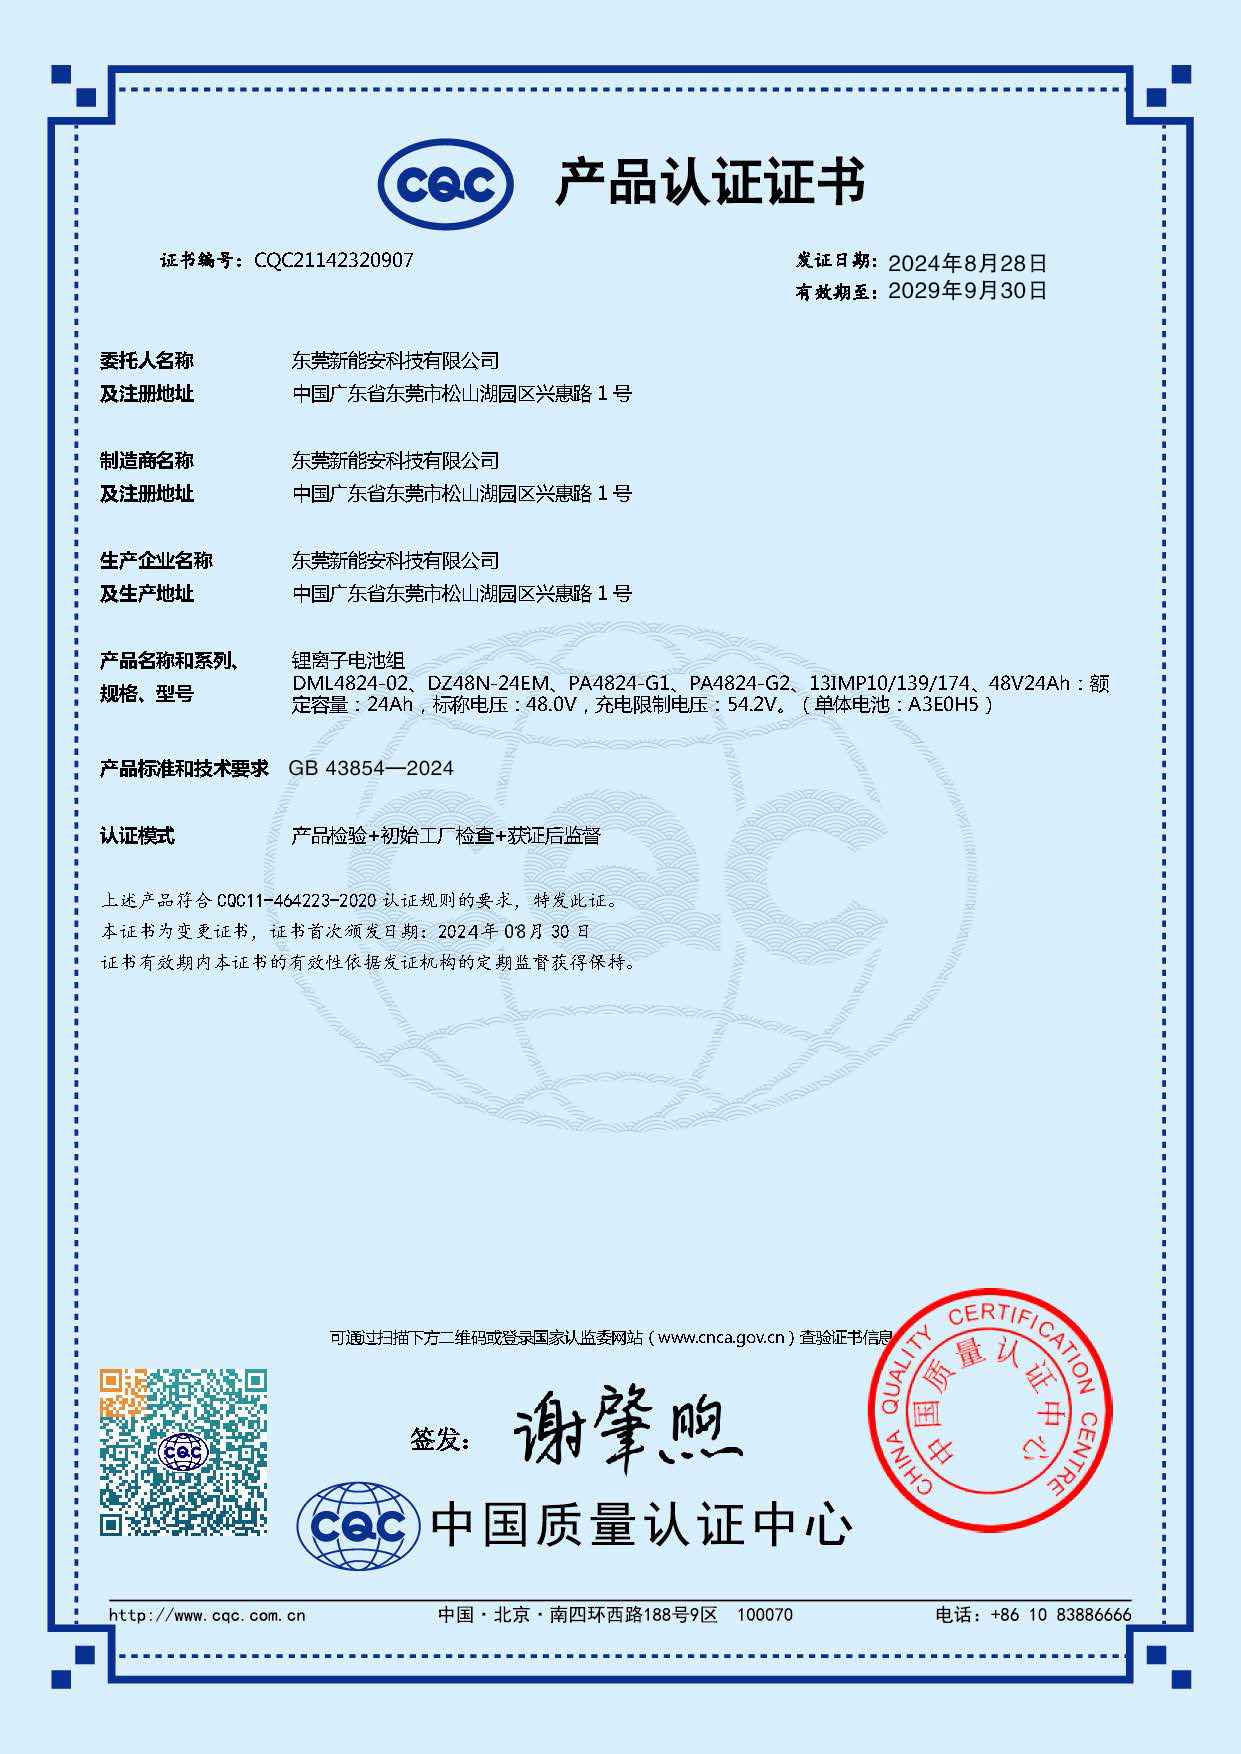 CQC 产品认证证书
证书编号：CQC21142320907
发证日期：2024年8月28日
有效期至：2029年9月30日
委托人名称 东莞新能安科技有限公司
及注册地址 中国广东省东莞市松山湖园区兴惠路 1 号
制造商名称 东莞新能安科技有限公司
及注册地址 中国广东省东莞市松山湖园区兴惠路 1 号
生产企业名称 东莞新能安科技有限公司
及生产地址 中国广东省东莞市松山湖园区兴惠路 1 号
产品名称和系列、 锂离子电池组
规格、型号 DML4824-02、DZ48N-24EM、PA4824-G1、PA4824-G2、13IMP10/139/174、48V24Ah：额
定容量：24Ah，标称电压：48.0V，充电限制电压：54.2V。（单体电池：A3E0H5）
产品标准和技术要求 GB 43854—2024
认证模式 产品检验+初始工厂检查+获证后监督
上述产品符合 CQC11-464223-2020 认证规则的要求，特发此证。
本证书为变更证书，证书首次颁发日期：2024年 08月 30 日
证书有效期内本证书的有效性依据发证机构的定期监督获得保持。
CQC
可通过扫描下方二维码或登录国家认监委网站（www.cnca.gov.cn）查验证书信息
CQC
签发：谢肇煦
CHINA QUALITY CERTIFICATION CENTRE
中国质量认证中心
CQC 中国质量认证中心
http://www.cqc.com.cn 中国·北京·南四环西路188号9区 100070 电话：+86 10 83886666